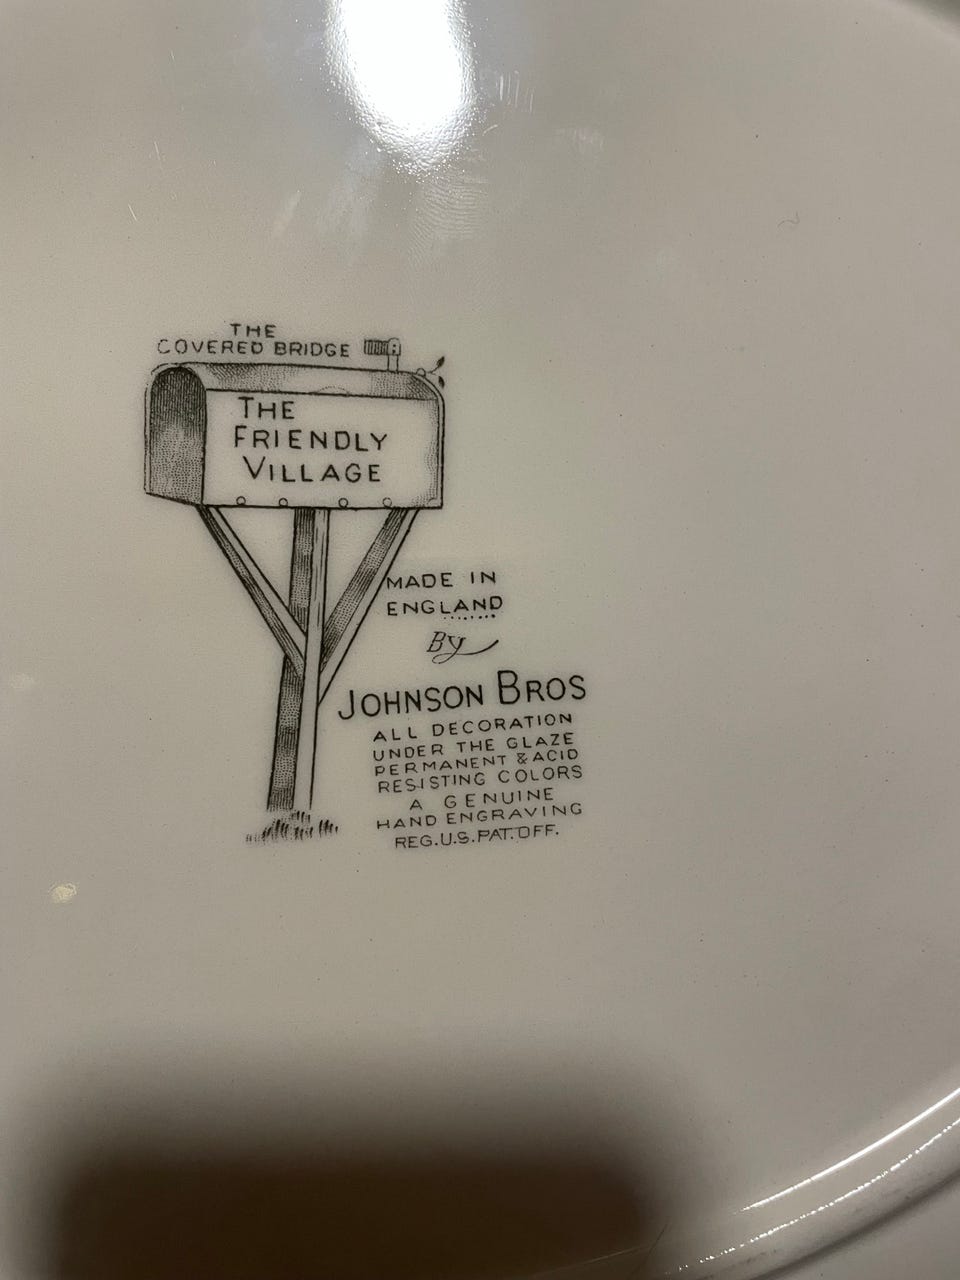 THE
COVERED BRIDGE
THE
FRIENDLY
VILLAGE
MADE IN
ENGLAND
By
JOHNSON BROS
ALL DECORATION
UNDER THE GLAZE
PERMANENT & ACID
RESISTING COLORS
A GENUINE
HAND ENGRAVING
REG.U.S.PAT.OFF.